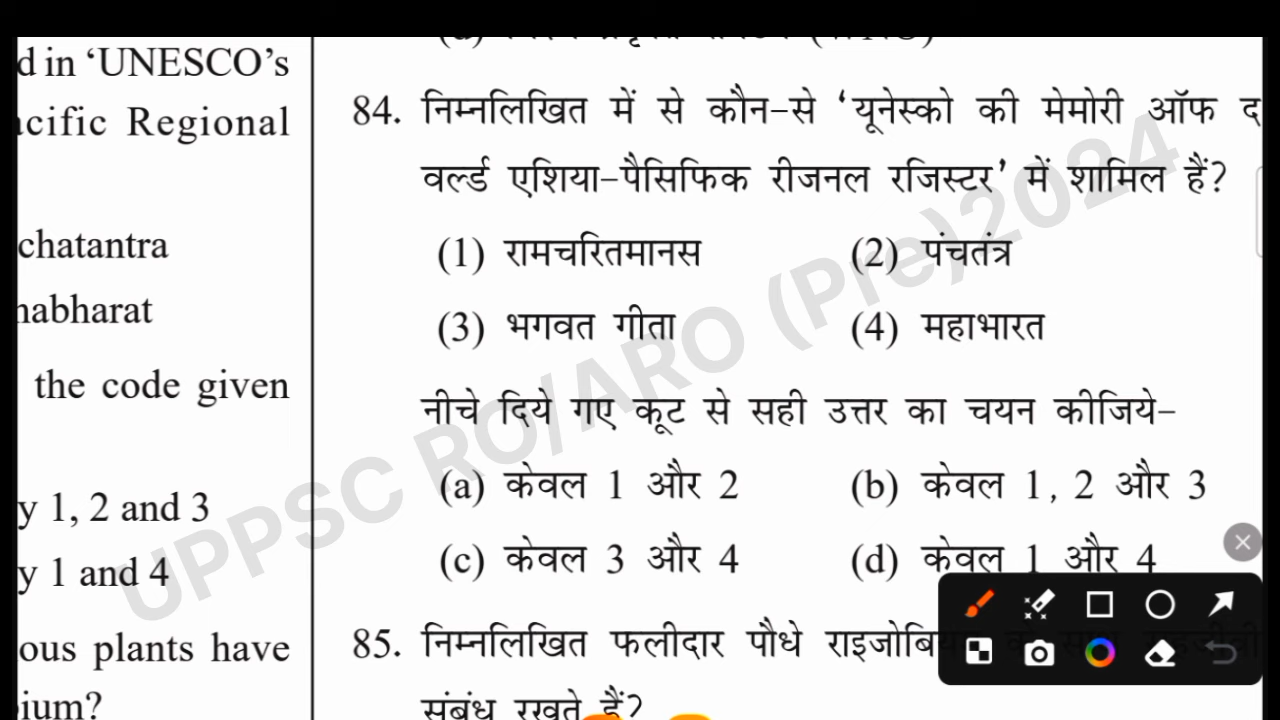 d in ‘UNESCO’s
acific Regional
chatantra
habharat
the code given
y 1, 2 and 3
y 1 and 4
ous plants have
ium?
84. निम्नलिखित में से कौन-से ‘यूनेस्को की मेमोरी ऑफ द
वर्ल्ड एशिया-पैसिफिक रीजनल रजिस्टर’ में शामिल हैं?
(1) रामचरितमानस (2) पंचतंत्र
(3) भगवत गीता (4) महाभारत
नीचे दिये गए कूट से सही उत्तर का चयन कीजिये-
(a) केवल 1 और 2 (b) केवल 1, 2 और 3
(c) केवल 3 और 4 (d) केवल 1 और 4
85. निम्नलिखित फलीदार पौधे
संबंध रखते हैं?
UPPSC RO/ARO (Pre)2024